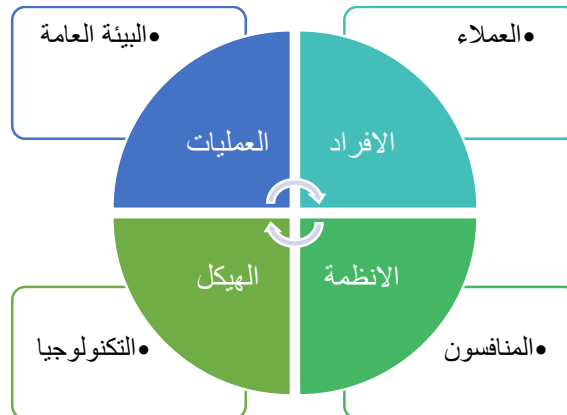 •العملاء
•البيئة العامة
الافراد
العمليات
الانظمة
الهيكل
•المنافسون
•التكنولوجيا